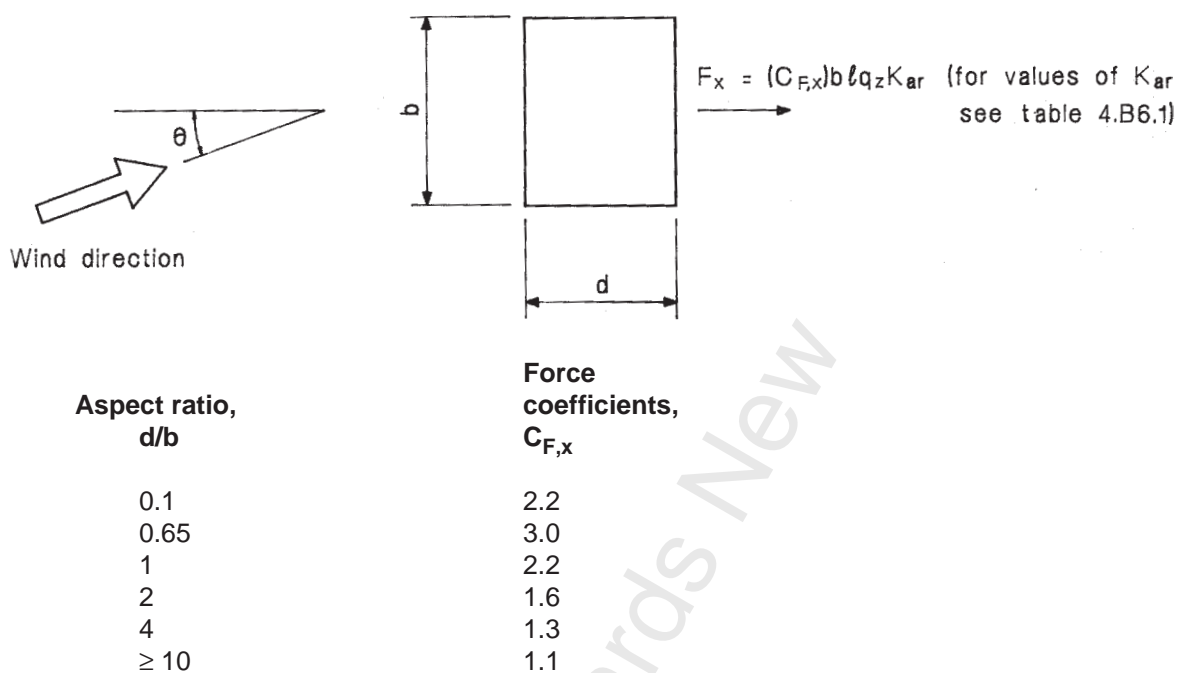 b
F_x = (C_F,x)bℓq_zK_ar (for values of K_ar
see table 4.B6.1)
θ
Wind direction
d
Force
Aspect ratio, coefficients,
d/b C_F,x
0.1 2.2
0.65 3.0
1 2.2
2 1.6
4 1.3
≥ 10 1.1
rds New